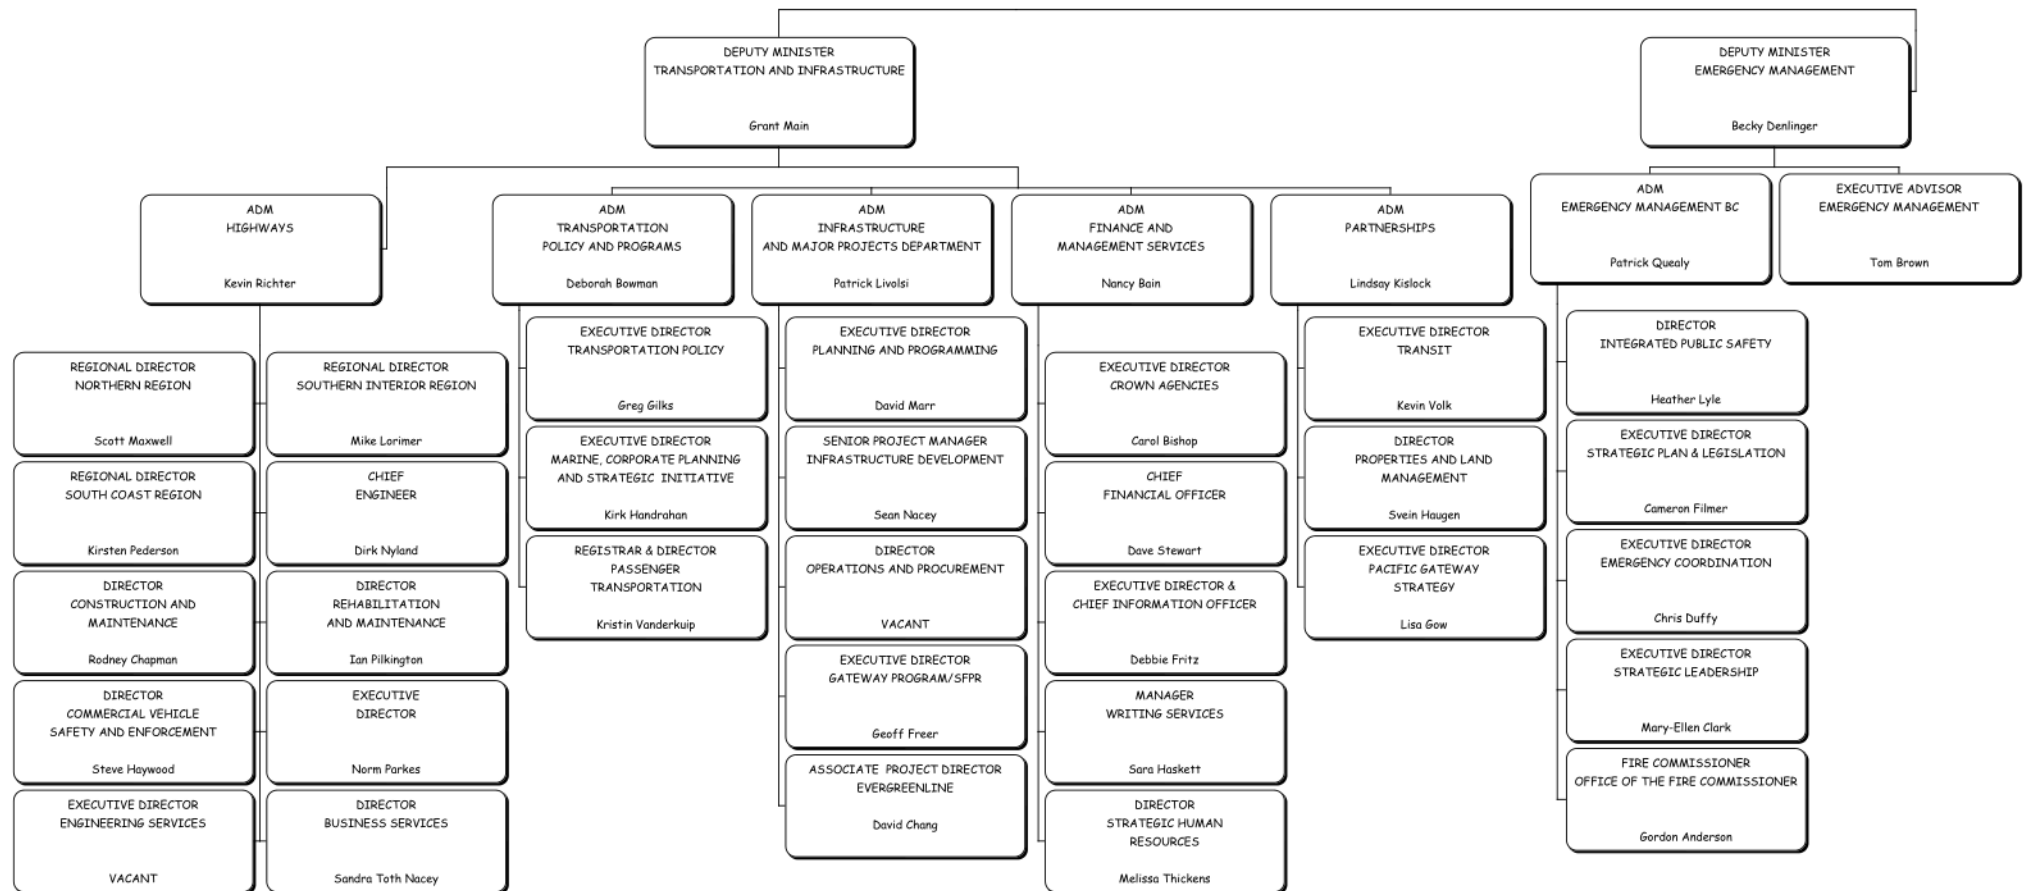 DEPUTY MINISTER
TRANSPORTATION AND INFRASTRUCTURE
Grant Main
DEPUTY MINISTER
EMERGENCY MANAGEMENT
Becky Denlinger
ADM
HIGHWAYS
Kevin Richter
ADM
TRANSPORTATION
POLICY AND PROGRAMS
Deborah Bowman
ADM
INFRASTRUCTURE
AND MAJOR PROJECTS DEPARTMENT
Patrick Livolsi
ADM
FINANCE AND
MANAGEMENT SERVICES
Nancy Bain
ADM
PARTNERSHIPS
Lindsay Kislock
ADM
EMERGENCY MANAGEMENT BC
Patrick Quealy
EXECUTIVE ADVISOR
EMERGENCY MANAGEMENT
Tom Brown
REGIONAL DIRECTOR
NORTHERN REGION
Scott Maxwell
REGIONAL DIRECTOR
SOUTHERN INTERIOR REGION
Mike Lorimer
REGIONAL DIRECTOR
SOUTH COAST REGION
Kirsten Pederson
CHIEF
ENGINEER
Dirk Nyland
DIRECTOR
CONSTRUCTION AND
MAINTENANCE
Rodney Chapman
DIRECTOR
REHABILITATION
AND MAINTENANCE
Ian Pilkington
DIRECTOR
COMMERCIAL VEHICLE
SAFETY AND ENFORCEMENT
Steve Haywood
EXECUTIVE
DIRECTOR
Norm Parkes
EXECUTIVE DIRECTOR
ENGINEERING SERVICES
VACANT
DIRECTOR
BUSINESS SERVICES
Sandra Toth Nacey
EXECUTIVE DIRECTOR
TRANSPORTATION POLICY
Greg Gilks
EXECUTIVE DIRECTOR
MARINE, CORPORATE PLANNING
AND STRATEGIC INITIATIVE
Kirk Handrahan
REGISTRAR & DIRECTOR
PASSENGER
TRANSPORTATION
Kristin Vanderkuip
EXECUTIVE DIRECTOR
PLANNING AND PROGRAMMING
David Marr
SENIOR PROJECT MANAGER
INFRASTRUCTURE DEVELOPMENT
Sean Nacey
DIRECTOR
OPERATIONS AND PROCUREMENT
VACANT
EXECUTIVE DIRECTOR
GATEWAY PROGRAM/SFPR
Geoff Freer
ASSOCIATE PROJECT DIRECTOR
EVERGREENLINE
David Chang
EXECUTIVE DIRECTOR
CROWN AGENCIES
Carol Bishop
CHIEF
FINANCIAL OFFICER
Dave Stewart
EXECUTIVE DIRECTOR &
CHIEF INFORMATION OFFICER
Debbie Fritz
MANAGER
WRITING SERVICES
Sara Haskett
DIRECTOR
STRATEGIC HUMAN
RESOURCES
Melissa Thickens
EXECUTIVE DIRECTOR
TRANSIT
Kevin Volk
DIRECTOR
PROPERTIES AND LAND
MANAGEMENT
Svein Haugen
EXECUTIVE DIRECTOR
PACIFIC GATEWAY
STRATEGY
Lisa Gow
DIRECTOR
INTEGRATED PUBLIC SAFETY
Heather Lyle
EXECUTIVE DIRECTOR
STRATEGIC PLAN & LEGISLATION
Cameron Filmer
EXECUTIVE DIRECTOR
EMERGENCY COORDINATION
Chris Duffy
EXECUTIVE DIRECTOR
STRATEGIC LEADERSHIP
Mary-Ellen Clark
FIRE COMMISSIONER
OFFICE OF THE FIRE COMMISSIONER
Gordon Anderson